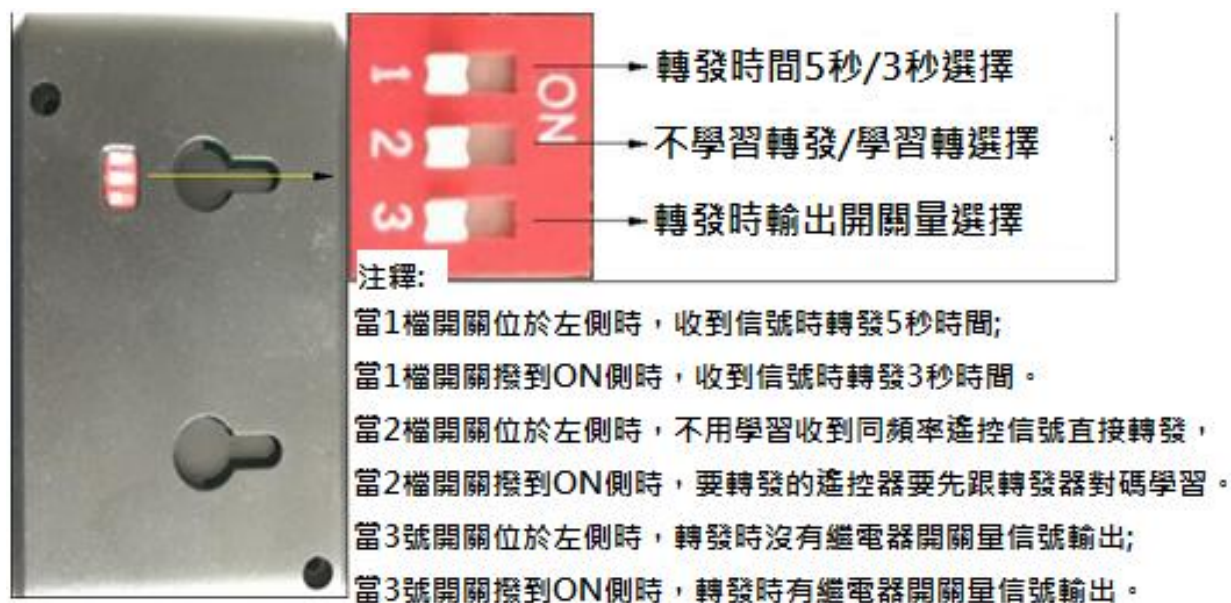 1
ON
轉發時間5秒/3秒選擇
2
不學習轉發/學習轉選擇
3
轉發時輸出開關量選擇
注釋:
當1檔開關位於左側時，收到信號時轉發5秒時間;
當1檔開關撥到ON側時，收到信號時轉發3秒時間。
當2檔開關位於左側時，不用學習收到同頻率遙控信號直接轉發，
當2檔開關撥到ON側時，要轉發的遙控器要先跟轉發器對碼學習。
當3號開關位於左側時，轉發時沒有繼電器開關量信號輸出;
當3號開關撥到ON側時，轉發時有繼電器開關量信號輸出。